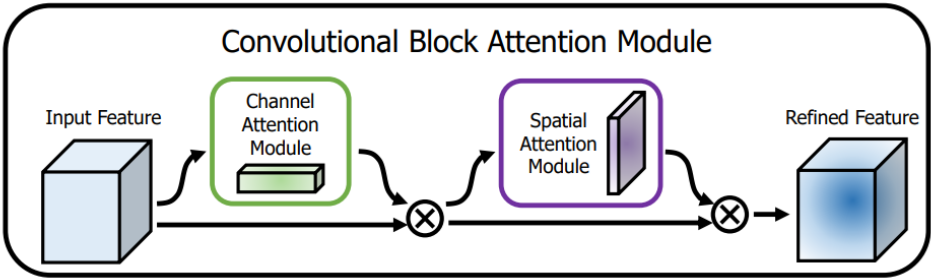 Convolutional Block Attention Module
Input Feature
Channel
Attention
Module
Spatial
Attention
Module
Refined Feature